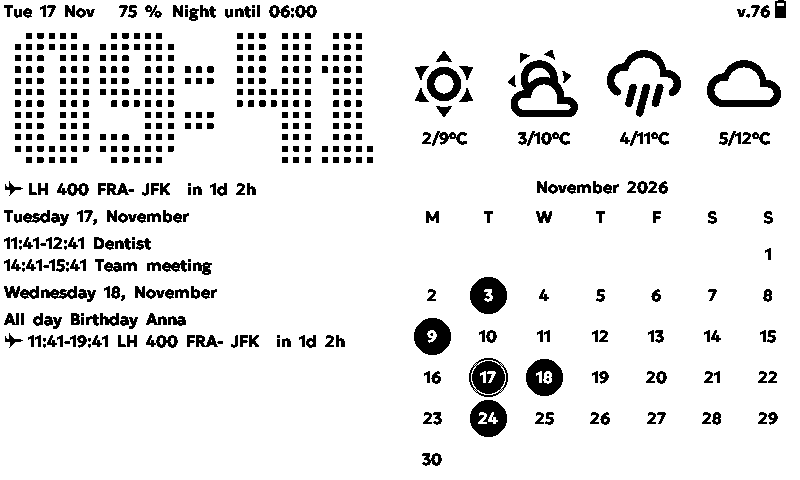 Tue 17 Nov 75 % Night until 06:00
v.76
09:41
2/9°C 3/10°C 4/11°C 5/12°C
LH 400 FRA- JFK in 1d 2h
Tuesday 17, November
11:41-12:41 Dentist
14:41-15:41 Team meeting
Wednesday 18, November
All day Birthday Anna
11:41-19:41 LH 400 FRA- JFK in 1d 2h
November 2026
M T W T F S S
1
2 3 4 5 6 7 8
9 10 11 12 13 14 15
16 17 18 19 20 21 22
23 24 25 26 27 28 29
30